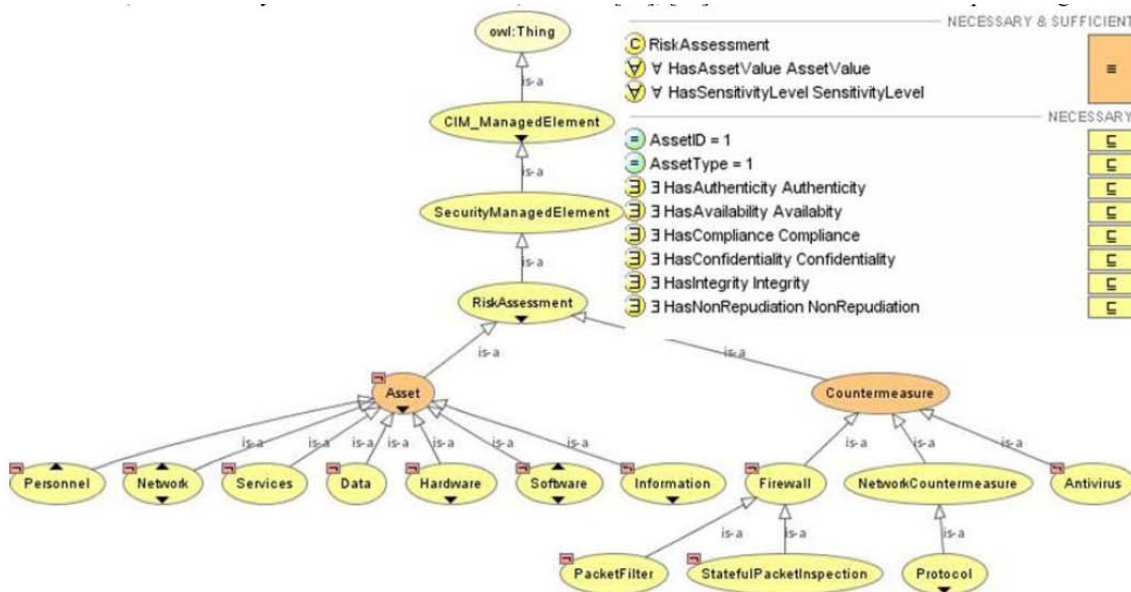 owl:Thing
is-a
CIM_ManagedElement
is-a
SecurityManagedElement
is-a
RiskAssessment
NECESSARY & SUFFICIENT
C RiskAssessment
∀ ∀ HasAssetValue AssetValue
≡
∀ ∀ HasSensitivityLevel SensitivityLevel
NECESSARY
= AssetID = 1 ⊑
= AssetType = 1 ⊑
∃ ∃ HasAuthenticity Authenticity ⊑
∃ ∃ HasAvailability Availabity ⊑
∃ ∃ HasCompliance Compliance ⊑
∃ ∃ HasConfidentiality Confidentiality ⊑
∃ ∃ HasIntegrity Integrity ⊑
∃ ∃ HasNonRepudiation NonRepudiation ⊑
is-a is-a
Asset Countermeasure
is-a is-a is-a is-a is-a is-a is-a is-a is-a
Personnel Network Services Data Hardware Software Information Firewall NetworkCountermeasure Antivirus
is-a is-a is-a
PacketFilter StatefulPacketInspection Protocol